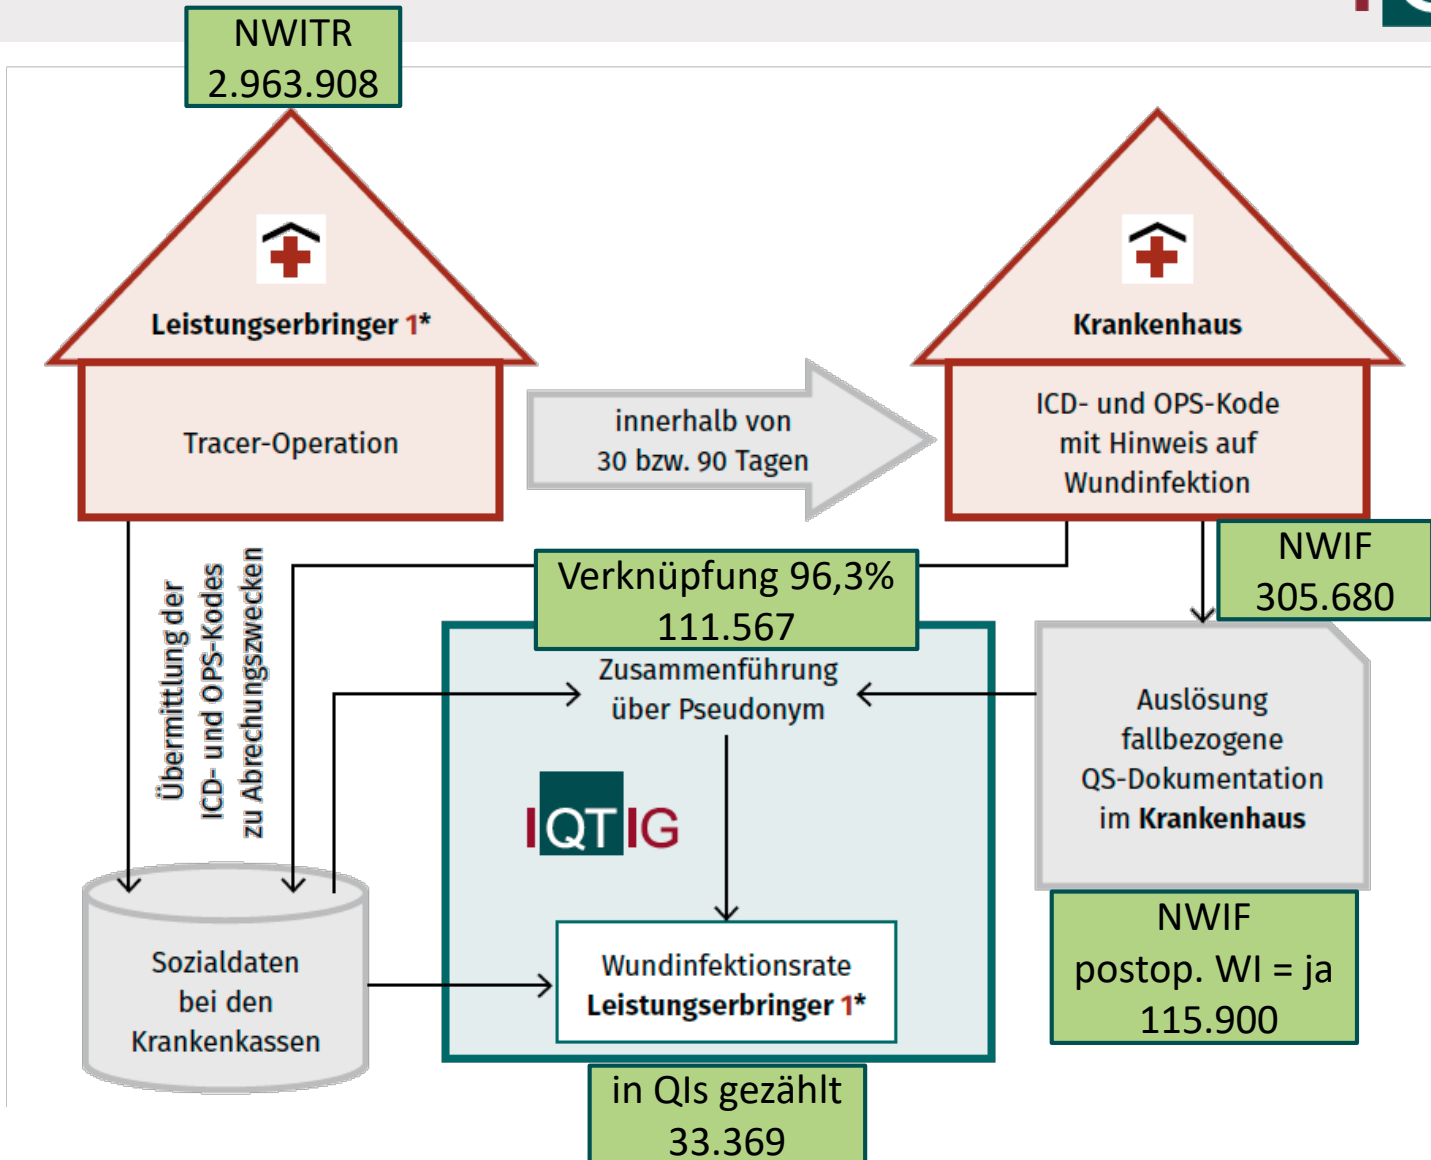 NWITR
2.963.908
Leistungserbringer 1*
Tracer-Operation
innerhalb von
30 bzw. 90 Tagen
Krankenhaus
ICD- und OPS-Kode
mit Hinweis auf
Wundinfektion
NWIF
305.680
Übermittlung der
ICD- und OPS-Kodes
zu Abrechungszwecken
Verknüpfung 96,3%
111.567
Zusammenführung
über Pseudonym
IQTIG
Auslösung
fallbezogene
QS-Dokumentation
im Krankenhaus
NWIF
postop. WI = ja
115.900
Sozialdaten
bei den
Krankenkassen
Wundinfektionsrate
Leistungserbringer 1*
in QIs gezählt
33.369